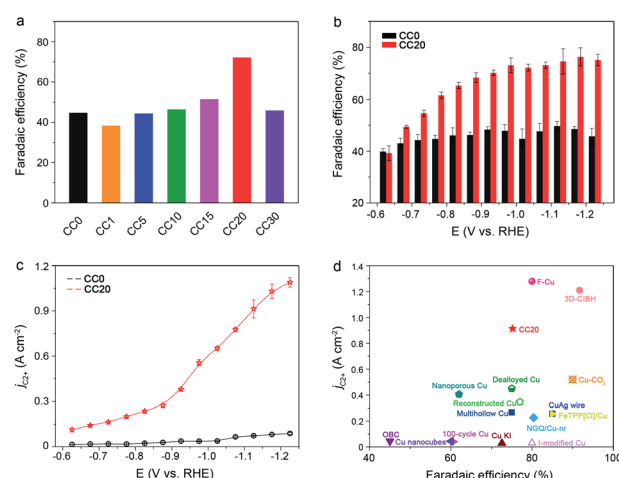 a
Faradaic efficiency (%)
80
60
40
20
0
CC0 CC1 CC5 CC10 CC15 CC20 CC30
b
Faradaic efficiency (%)
CC0
CC20
80
60
40
20
-0.6 -0.7 -0.8 -0.9 -1.0 -1.1 -1.2
E (V vs. RHE)
c
jC2+ (A cm-2)
CC0
CC20
1.2
0.9
0.6
0.3
0.0
-0.6 -0.7 -0.8 -0.9 -1.0 -1.1 -1.2
E (V vs. RHE)
d
jC2+ (A cm-2)
1.4
1.2
1.0
0.8
0.6
0.4
0.2
0.0
F-Cu
3D-CIBH
CC20
Dealloyed Cu
Cu-CO2
Nanoporous Cu
Reconstructed Cu
CuAg wire
Multihollow Cu
FeTPP[Cl]/Cu
NGQ/Cu-nr
OBC
100-cycle Cu
Cu nanocubes
Cu KI
I-modified Cu
40 60 80 100
Faradaic efficiency (%)